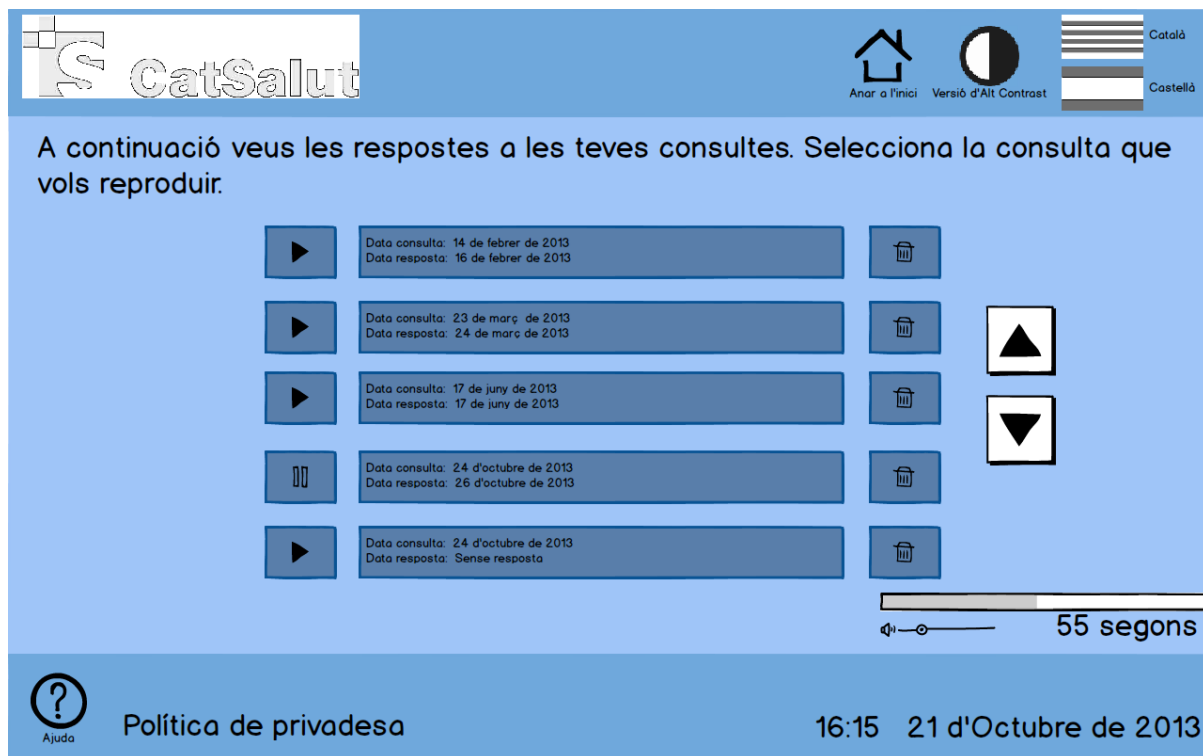 CatSalut
Anar a l'inici
Versió d'Alt Contrast
Català
Castellà
A continuació veus les respostes a les teves consultes. Selecciona la consulta que
vols reproduir.
Data consulta: 14 de febrer de 2013
Data resposta: 16 de febrer de 2013
Data consulta: 23 de març de 2013
Data resposta: 24 de març de 2013
Data consulta: 17 de juny de 2013
Data resposta: 17 de juny de 2013
Data consulta: 24 d'octubre de 2013
Data resposta: 26 d'octubre de 2013
Data consulta: 24 d'octubre de 2013
Data resposta: Sense resposta
55 segons
?
Ajuda
Política de privadesa
16:15 21 d'Octubre de 2013